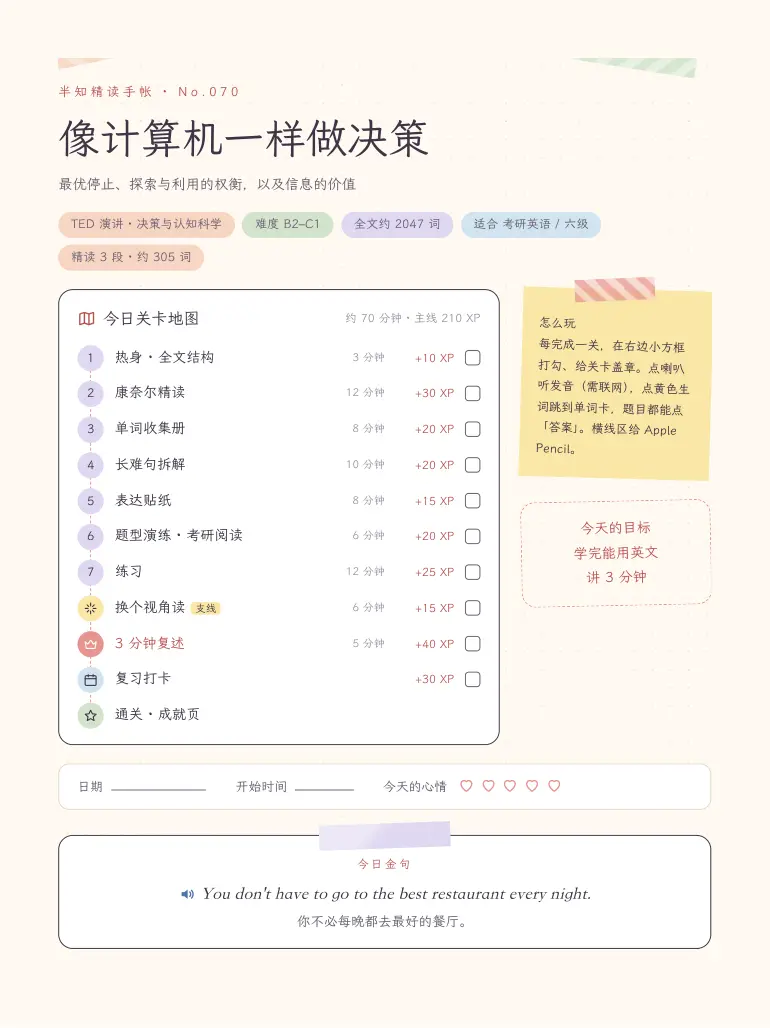 半知精读手帐 · No.070
像计算机一样做决策
最优停止、探索与利用的权衡，以及信息的价值
TED 演讲·决策与认知科学
难度 B2–C1
全文约 2047 词
适合 考研英语 / 六级
精读 3 段·约 305 词
今日关卡地图
约 70 分钟·主线 210 XP
1 热身·全文结构 3 分钟 +10 XP
2 康奈尔精读 12 分钟 +30 XP
3 单词收集册 8 分钟 +20 XP
4 长难句拆解 10 分钟 +20 XP
5 表达贴纸 8 分钟 +15 XP
6 题型演练·考研阅读 6 分钟 +20 XP
7 练习 12 分钟 +25 XP
换个视角读 支线 6 分钟 +15 XP
3 分钟复述 5 分钟 +40 XP
复习打卡 +30 XP
通关·成就页
怎么玩
每完成一关，在右边小方框
打勾、给关卡盖章。点喇叭
听发音（需联网），点黄色生
词跳到单词卡，题目都能点
「答案」。横线区给 Apple
Pencil。
今天的目标
学完能用英文
讲 3 分钟
日期 开始时间 今天的心情
今日金句
You don't have to go to the best restaurant every night.
你不必每晚都去最好的餐厅。